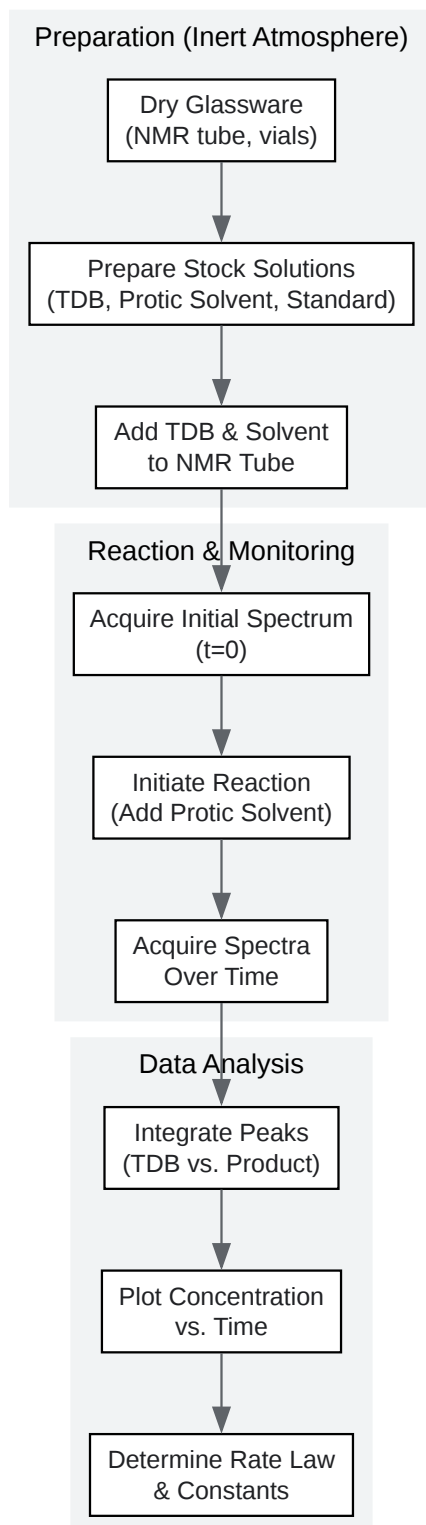 Preparation (Inert Atmosphere)
Dry Glassware
(NMR tube, vials)
Prepare Stock Solutions
(TDB, Protic Solvent, Standard)
Add TDB & Solvent
to NMR Tube
Reaction & Monitoring
Acquire Initial Spectrum
(t=0)
Initiate Reaction
(Add Protic Solvent)
Acquire Spectra
Over Time
Data Analysis
Integrate Peaks
(TDB vs. Product)
Plot Concentration
vs. Time
Determine Rate Law
& Constants